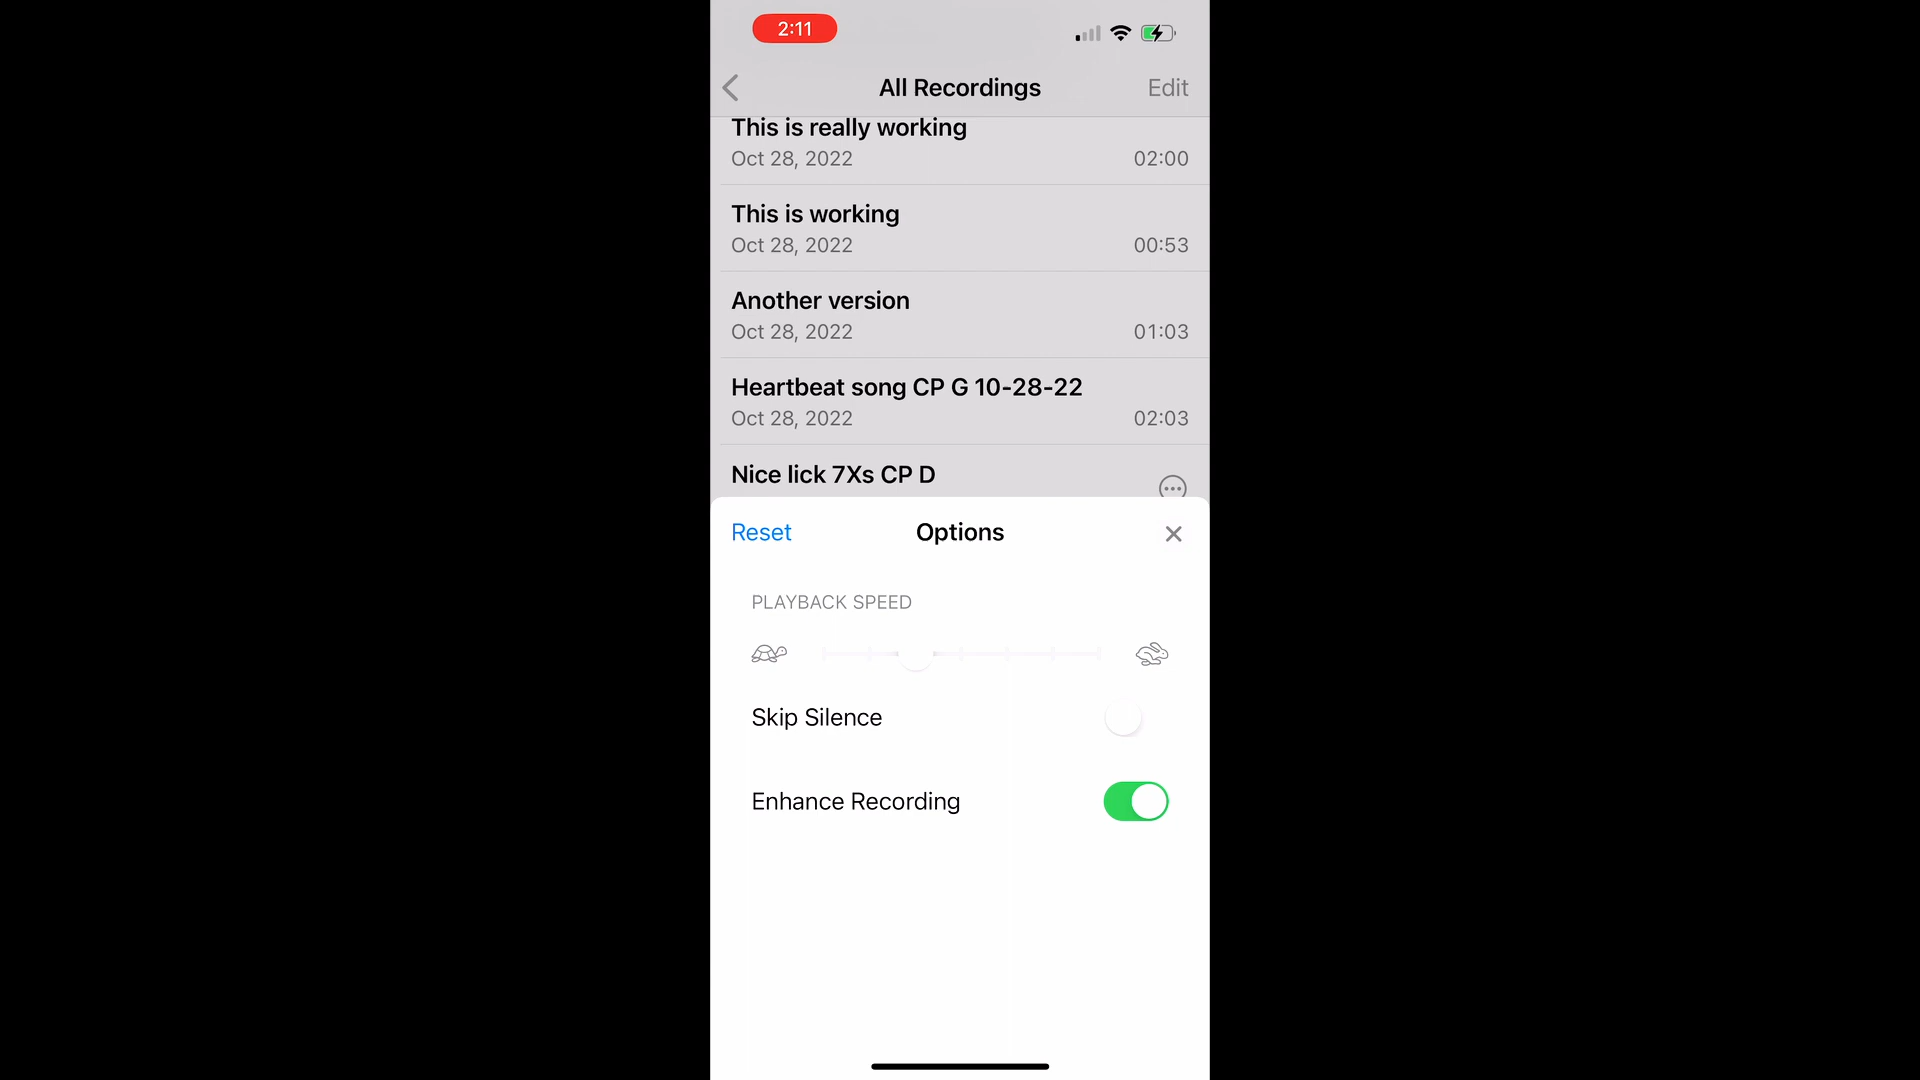 2:11
All Recordings
Edit
This is really working
Oct 28, 2022
02:00
This is working
Oct 28, 2022
00:53
Another version
Oct 28, 2022
01:03
Heartbeat song CP G 10-28-22
Oct 28, 2022
02:03
Nice lick 7Xs CP D
Reset
Options
PLAYBACK SPEED
Skip Silence
Enhance Recording